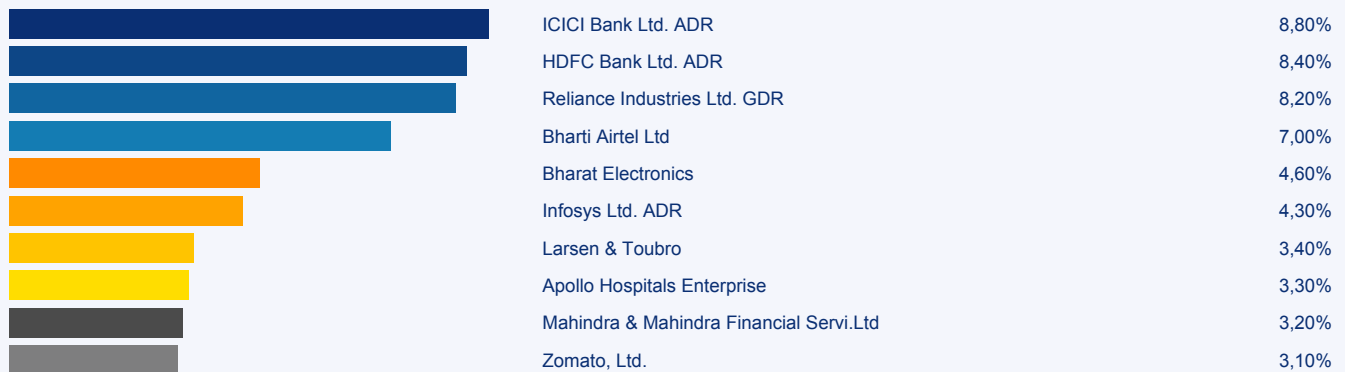 ICICI Bank Ltd. ADR 8,80%
HDFC Bank Ltd. ADR 8,40%
Reliance Industries Ltd. GDR 8,20%
Bharti Airtel Ltd 7,00%
Bharat Electronics 4,60%
Infosys Ltd. ADR 4,30%
Larsen & Toubro 3,40%
Apollo Hospitals Enterprise 3,30%
Mahindra & Mahindra Financial Servi.Ltd 3,20%
Zomato, Ltd. 3,10%